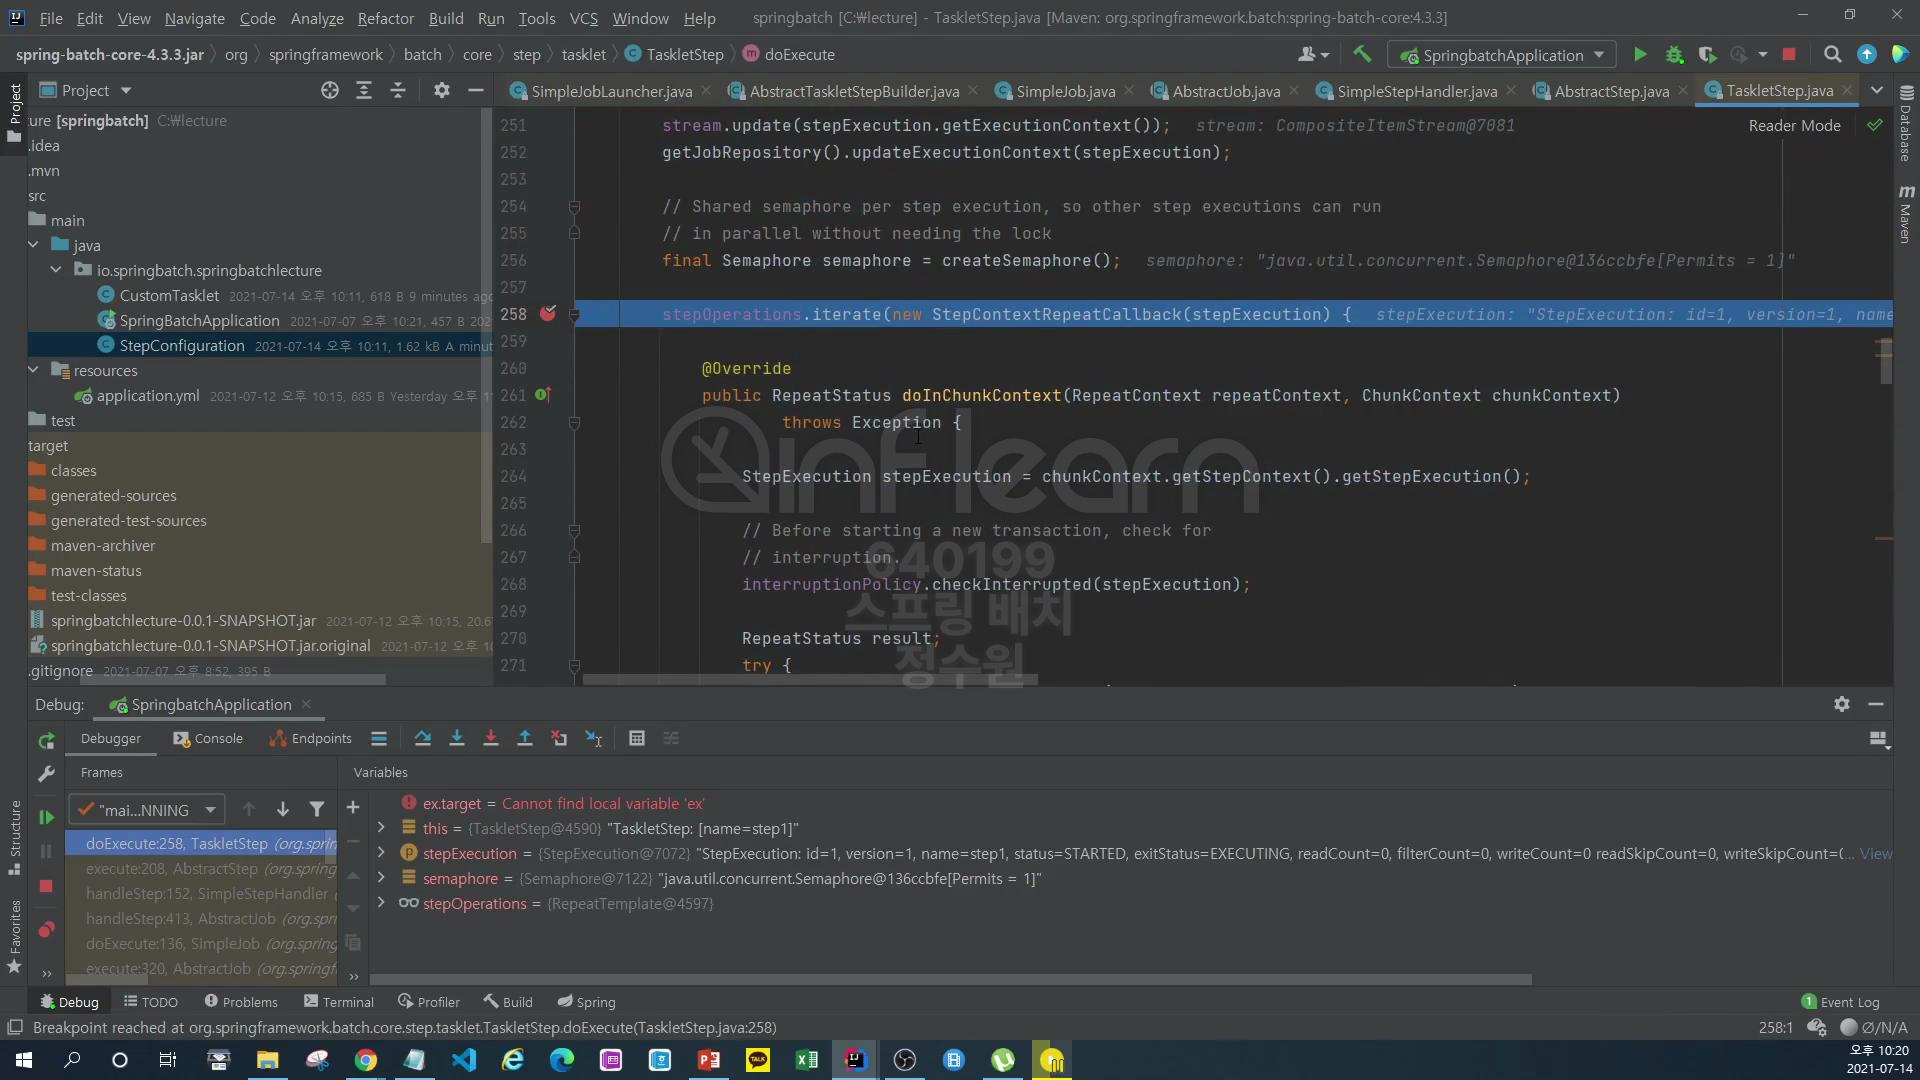 File Edit View Navigate Code Analyze Refactor Build Run Tools VCS Window Help springbatch [C:₩lecture] - TaskletStep.java [Maven: org.springframework.batch:spring-batch-core:4.3.3]
spring-batch-core-4.3.3.jar org springframework batch core step tasklet TaskletStep doExecute SpringbatchApplication
Project SimpleJobLauncher.java AbstractTaskletStepBuilder.java SimpleJob.java AbstractJob.java SimpleStepHandler.java AbstractStep.java TaskletStep.java
Project
Database
Maven
Structure
Favorites
ture [springbatch] C:₩lecture
.idea
.mvn
src
main
java
io.springbatch.springbatchlecture
CustomTasklet 2021-07-14 오후 10:11, 618 B 9 minutes ago
SpringBatchApplication 2021-07-14 오후 10:21, 457 B 202
StepConfiguration 2021-07-14 오후 10:11, 1.62 kB A minut
resources
application.yml 2021-07-12 오후 10:15, 685 B Yesterday 오후 1
test
target
classes
generated-sources
generated-test-sources
maven-archiver
maven-status
test-classes
springbatchlecture-0.0.1-SNAPSHOT.jar 2021-07-12 오후 10:15, 20.6
springbatchlecture-0.0.1-SNAPSHOT.jar.original 2021-07-12 오후 10
.gitignore 2021-07-07 오후 8:52, 395 B
Reader Mode
251 stream.update(stepExecution.getExecutionContext()); stream: CompositeItemStream@7081
252 getJobRepository().updateExecutionContext(stepExecution);
253
254 // Shared semaphore per step execution, so other step executions can run
255 // in parallel without needing the lock
256 final Semaphore semaphore = createSemaphore(); semaphore: "java.util.concurrent.Semaphore@136ccbfe[Permits = 1]"
257
258 stepOperations.iterate(new StepContextRepeatCallback(stepExecution) { stepExecution: "StepExecution: id=1, version=1, name
259
260 @Override
261 public RepeatStatus doInChunkContext(RepeatContext repeatContext, ChunkContext chunkContext)
262 throws Exception {
263
264 StepExecution stepExecution = chunkContext.getStepContext().getStepExecution();
265
266 // Before starting a new transaction, check for
267 // interruption.
268 interruptionPolicy.checkInterrupted(stepExecution);
269
270 RepeatStatus result;
271 try {
inflearn
640199
스프링 배치
정수원
Debug: SpringbatchApplication
Debugger Console Endpoints
Frames Variables
"mai...NNING
doExecute:258, TaskletStep (org.sprin
execute:208, AbstractStep (org.spring
handleStep:152, SimpleStepHandler
handleStep:413, AbstractJob (org.spri
doExecute:136, SimpleJob (org.spring
execute:320, AbstractJob (org.springf
ex.target = Cannot find local variable 'ex'
this = {TaskletStep@4590} "TaskletStep: [name=step1]"
stepExecution = {StepExecution@7072} "StepExecution: id=1, version=1, name=step1, status=STARTED, exitStatus=EXECUTING, readCount=0, filterCount=0, writeCount=0 readSkipCount=0, writeSkipCount=(... View
semaphore = {Semaphore@7122} "java.util.concurrent.Semaphore@136ccbfe[Permits = 1]"
stepOperations = {RepeatTemplate@4597}
Debug TODO Problems Terminal Profiler Build Spring 1 Event Log
Breakpoint reached at org.springframework.batch.core.step.tasklet.TaskletStep.doExecute(TaskletStep.java:258) 258:1 Ø/N/A
오후 10:20
2021-07-14